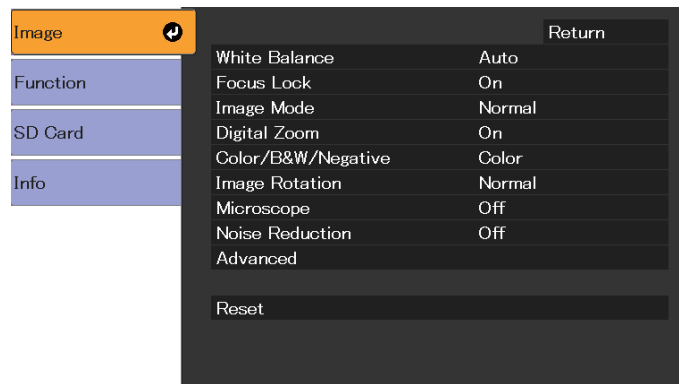 Image
Function
SD Card
Info
Return
White Balance Auto
Focus Lock On
Image Mode Normal
Digital Zoom On
Color/B&W/Negative Color
Image Rotation Normal
Microscope Off
Noise Reduction Off
Advanced
Reset